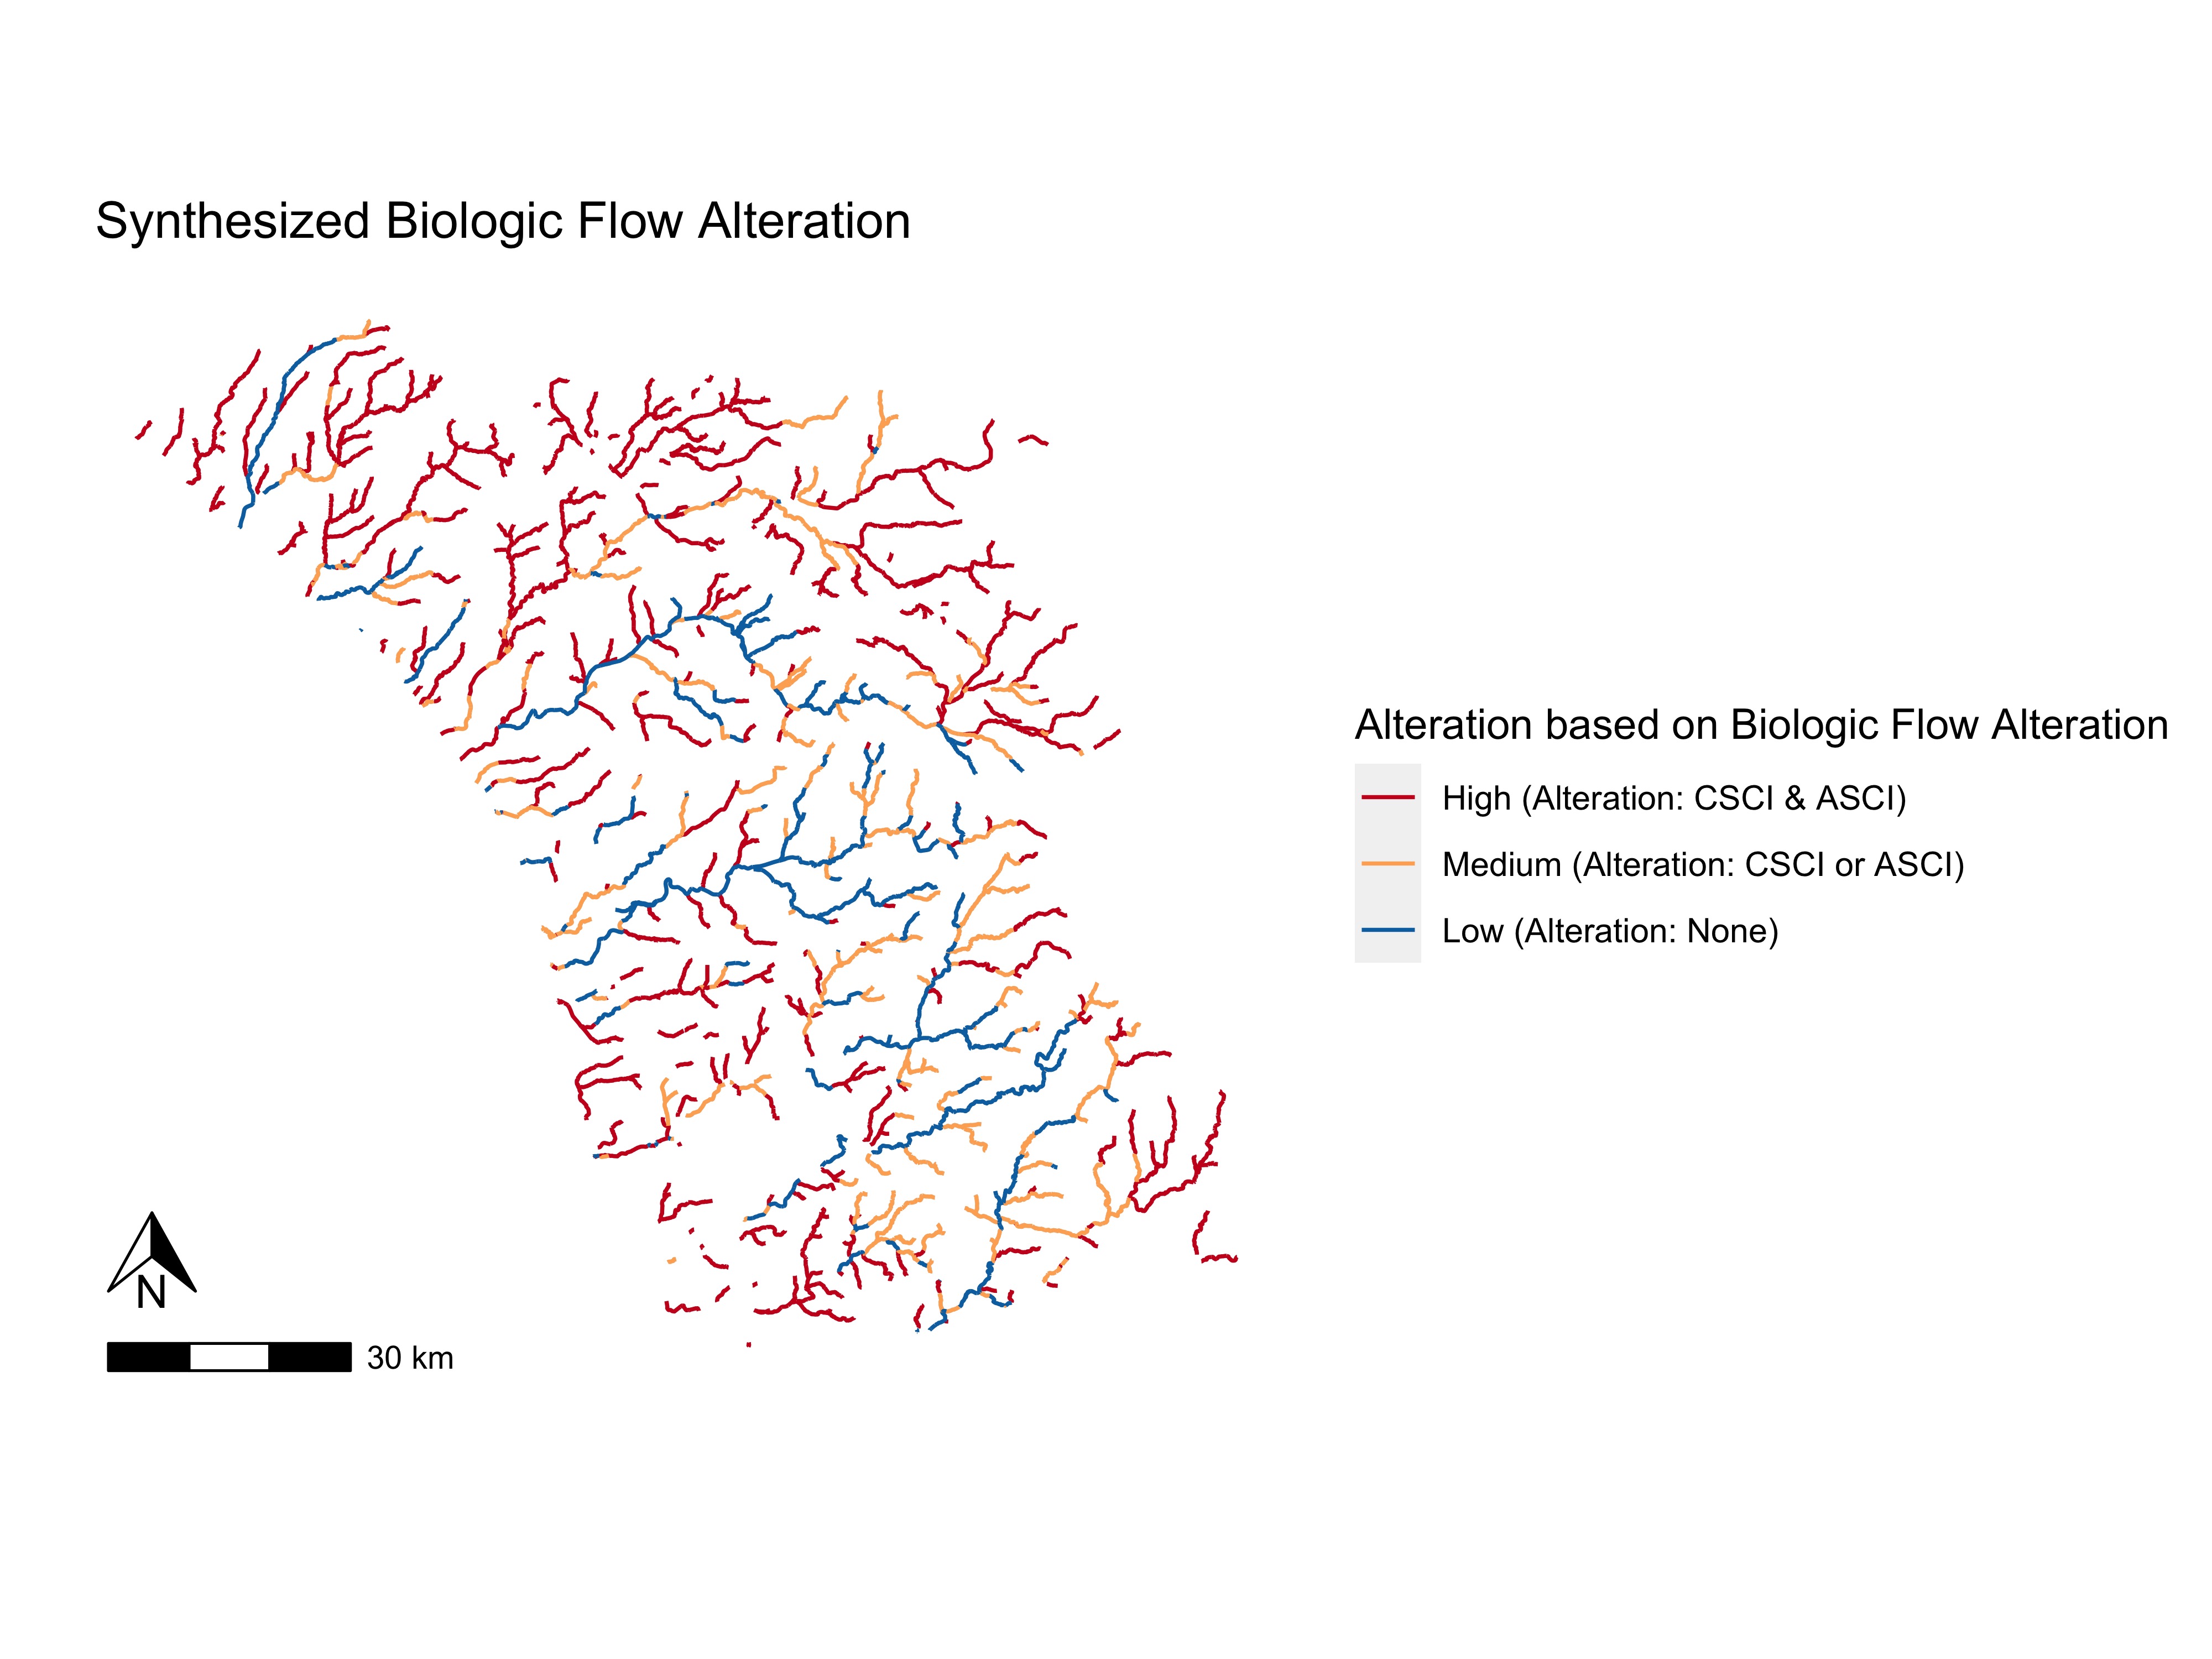 Synthesized Biologic Flow Alteration
Alteration based on Biologic Flow Alteration
High (Alteration: CSCI & ASCI)
Medium (Alteration: CSCI or ASCI)
Low (Alteration: None)
N
30 km